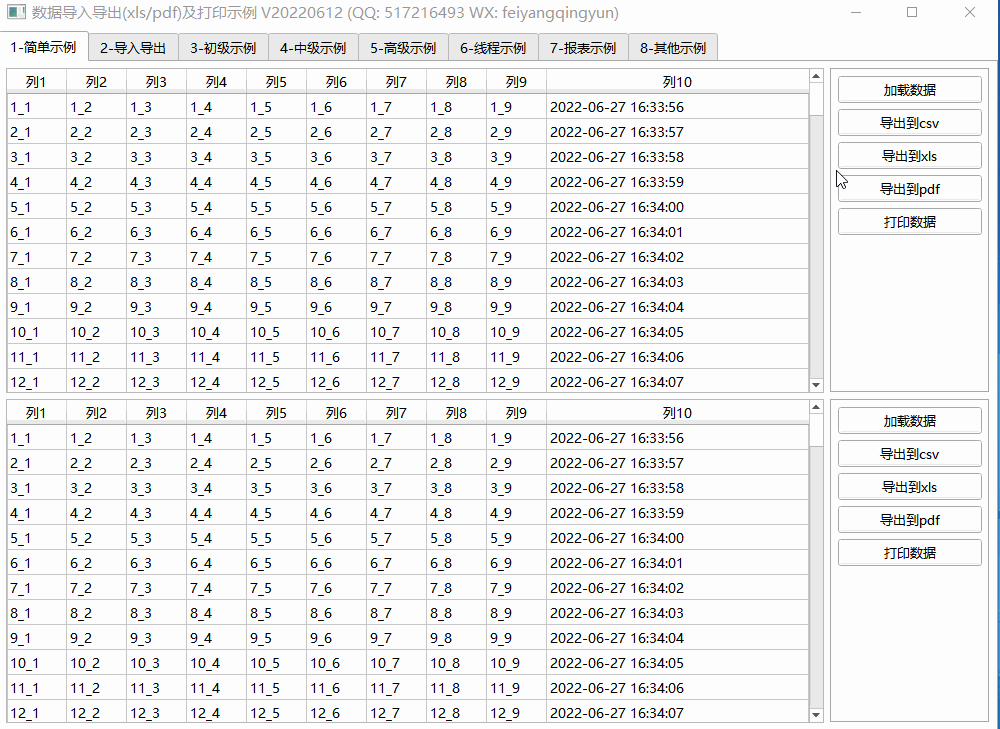 数据导入导出(xls/pdf)及打印示例 V20220612 (QQ: 517216493 WX: feiyangqingyun)
1-简单示例 2-导入导出 3-初级示例 4-中级示例 5-高级示例 6-线程示例 7-报表示例 8-其他示例
列1 列2 列3 列4 列5 列6 列7 列8 列9 列10
1_1 1_2 1_3 1_4 1_5 1_6 1_7 1_8 1_9 2022-06-27 16:33:56
2_1 2_2 2_3 2_4 2_5 2_6 2_7 2_8 2_9 2022-06-27 16:33:57
3_1 3_2 3_3 3_4 3_5 3_6 3_7 3_8 3_9 2022-06-27 16:33:58
4_1 4_2 4_3 4_4 4_5 4_6 4_7 4_8 4_9 2022-06-27 16:33:59
5_1 5_2 5_3 5_4 5_5 5_6 5_7 5_8 5_9 2022-06-27 16:34:00
6_1 6_2 6_3 6_4 6_5 6_6 6_7 6_8 6_9 2022-06-27 16:34:01
7_1 7_2 7_3 7_4 7_5 7_6 7_7 7_8 7_9 2022-06-27 16:34:02
8_1 8_2 8_3 8_4 8_5 8_6 8_7 8_8 8_9 2022-06-27 16:34:03
9_1 9_2 9_3 9_4 9_5 9_6 9_7 9_8 9_9 2022-06-27 16:34:04
10_1 10_2 10_3 10_4 10_5 10_6 10_7 10_8 10_9 2022-06-27 16:34:05
11_1 11_2 11_3 11_4 11_5 11_6 11_7 11_8 11_9 2022-06-27 16:34:06
12_1 12_2 12_3 12_4 12_5 12_6 12_7 12_8 12_9 2022-06-27 16:34:07
加载数据
导出到csv
导出到xls
导出到pdf
打印数据
列1 列2 列3 列4 列5 列6 列7 列8 列9 列10
1_1 1_2 1_3 1_4 1_5 1_6 1_7 1_8 1_9 2022-06-27 16:33:56
2_1 2_2 2_3 2_4 2_5 2_6 2_7 2_8 2_9 2022-06-27 16:33:57
3_1 3_2 3_3 3_4 3_5 3_6 3_7 3_8 3_9 2022-06-27 16:33:58
4_1 4_2 4_3 4_4 4_5 4_6 4_7 4_8 4_9 2022-06-27 16:33:59
5_1 5_2 5_3 5_4 5_5 5_6 5_7 5_8 5_9 2022-06-27 16:34:00
6_1 6_2 6_3 6_4 6_5 6_6 6_7 6_8 6_9 2022-06-27 16:34:01
7_1 7_2 7_3 7_4 7_5 7_6 7_7 7_8 7_9 2022-06-27 16:34:02
8_1 8_2 8_3 8_4 8_5 8_6 8_7 8_8 8_9 2022-06-27 16:34:03
9_1 9_2 9_3 9_4 9_5 9_6 9_7 9_8 9_9 2022-06-27 16:34:04
10_1 10_2 10_3 10_4 10_5 10_6 10_7 10_8 10_9 2022-06-27 16:34:05
11_1 11_2 11_3 11_4 11_5 11_6 11_7 11_8 11_9 2022-06-27 16:34:06
12_1 12_2 12_3 12_4 12_5 12_6 12_7 12_8 12_9 2022-06-27 16:34:07
加载数据
导出到csv
导出到xls
导出到pdf
打印数据